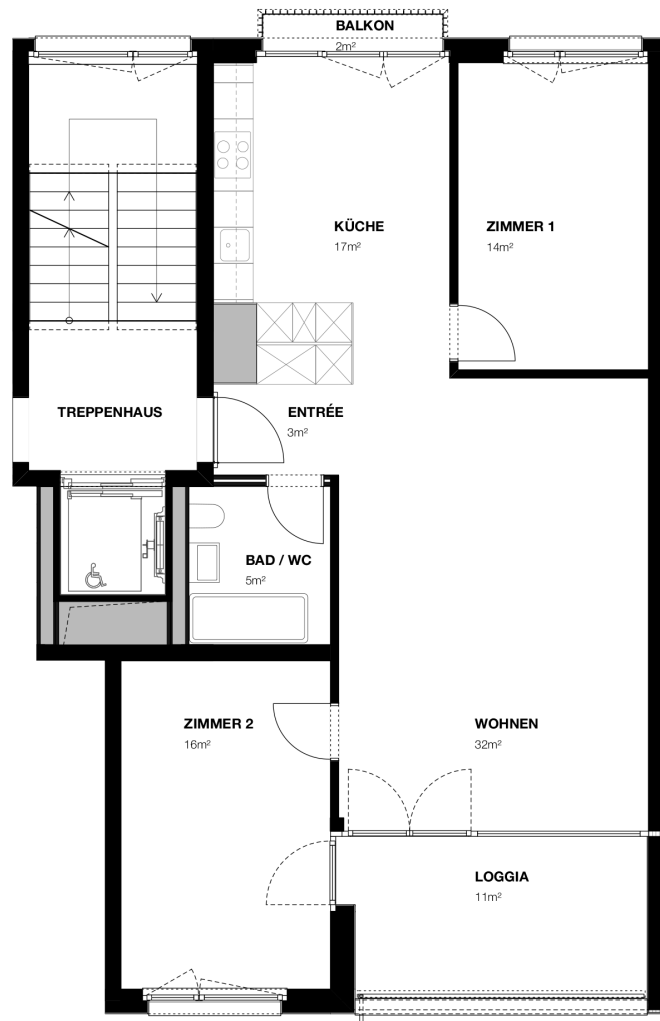 BALKON
2m²
KÜCHE
17m²
ZIMMER 1
14m²
TREPPENHAUS
ENTRÉE
3m²
BAD / WC
5m²
ZIMMER 2
16m²
WOHNEN
32m²
LOGGIA
11m²